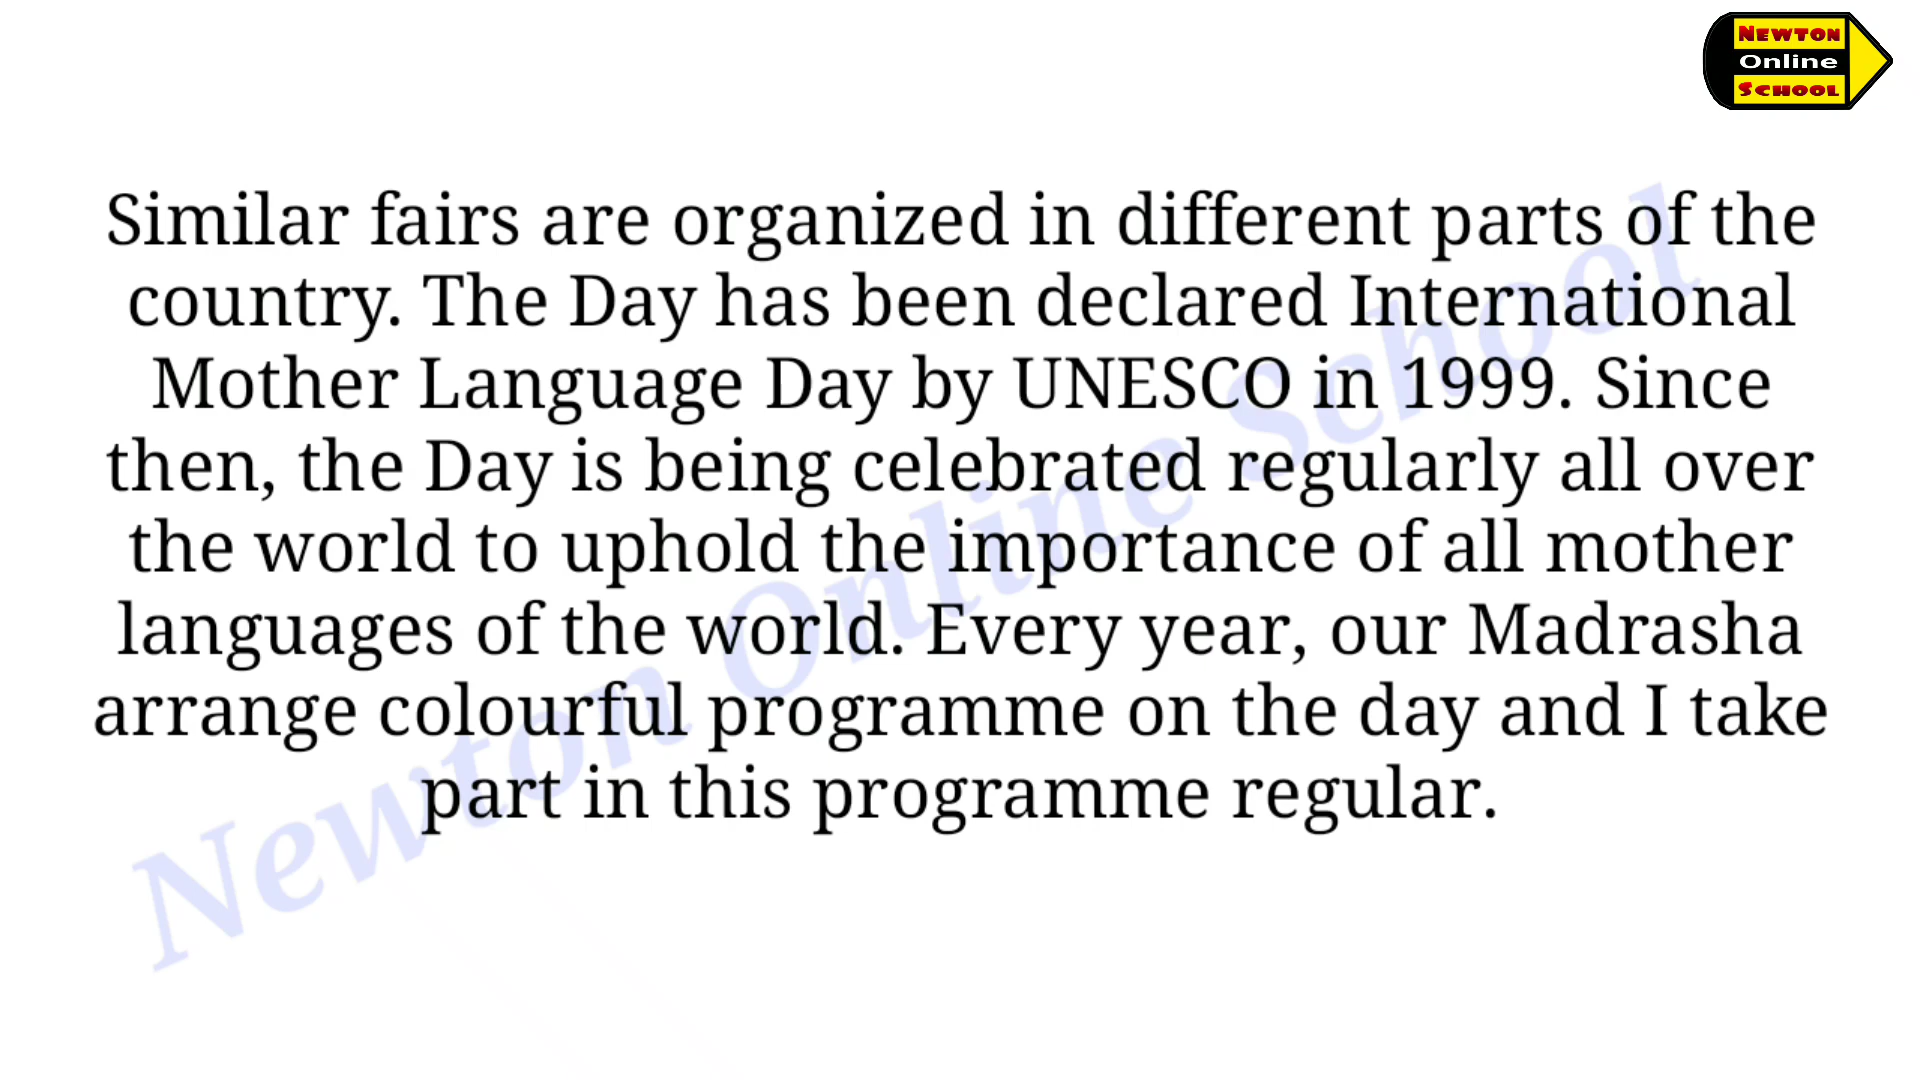 NEWTON
Online
SCHOOL
Similar fairs are organized in different parts of the
country. The Day has been declared International
Mother Language Day by UNESCO in 1999. Since
then, the Day is being celebrated regularly all over
the world to uphold the importance of all mother
languages of the world. Every year, our Madrasha
arrange colourful programme on the day and I take
part in this programme regular.
Newton Online School